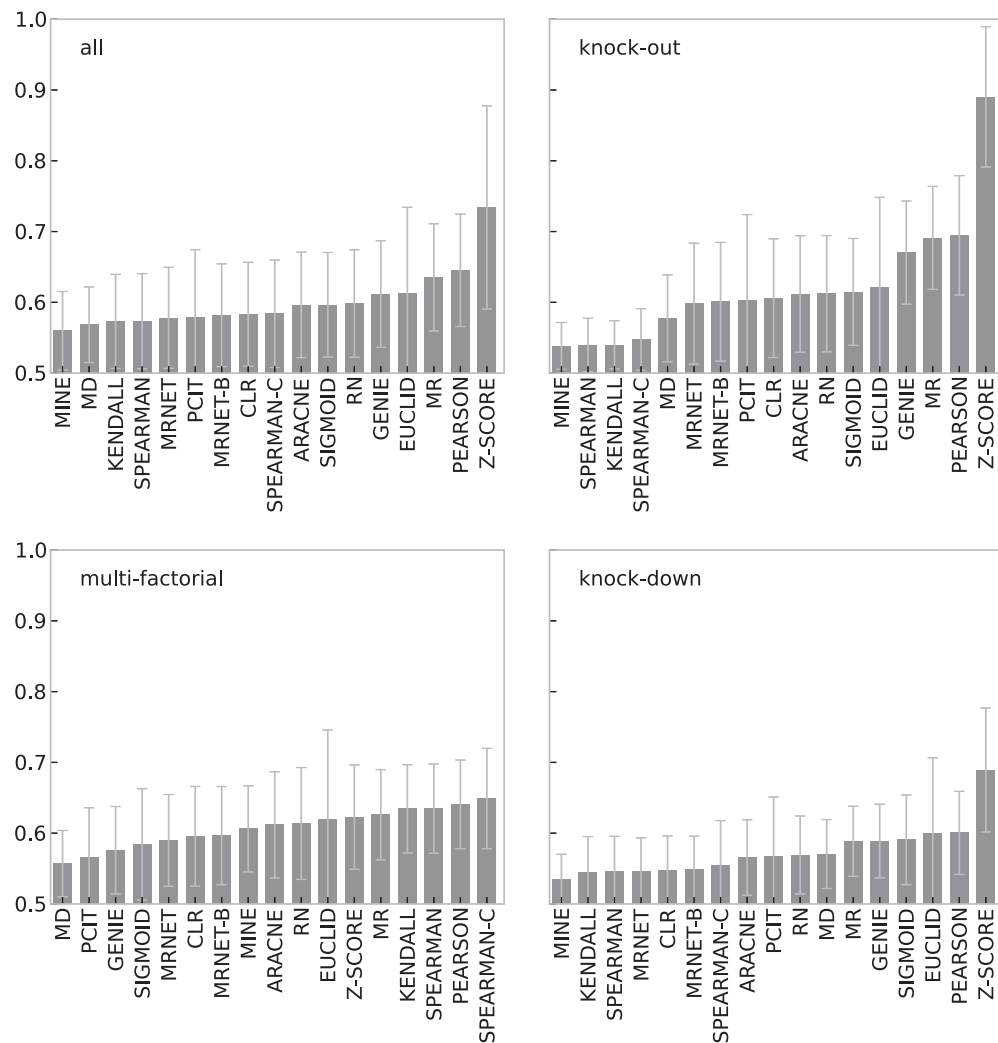 1.0
0.9
0.8
0.7
0.6
0.5
all
MINE
MD
KENDALL
SPEARMAN
MRNET
PCIT
MRNET-B
CLR
SPEARMAN-C
ARACNE
SIGMOID
RN
GENIE
EUCLID
MR
PEARSON
Z-SCORE
knock-out
MINE
SPEARMAN
KENDALL
SPEARMAN-C
MD
MRNET
MRNET-B
PCIT
CLR
ARACNE
RN
SIGMOID
EUCLID
GENIE
MR
PEARSON
Z-SCORE
1.0
0.9
0.8
0.7
0.6
0.5
multi-factorial
MD
PCIT
GENIE
SIGMOID
MRNET
CLR
MRNET-B
MINE
ARACNE
RN
EUCLID
Z-SCORE
MR
KENDALL
SPEARMAN
PEARSON
SPEARMAN-C
knock-down
MINE
KENDALL
SPEARMAN
MRNET
CLR
MRNET-B
SPEARMAN-C
ARACNE
PCIT
RN
MD
MR
GENIE
SIGMOID
EUCLID
PEARSON
Z-SCORE